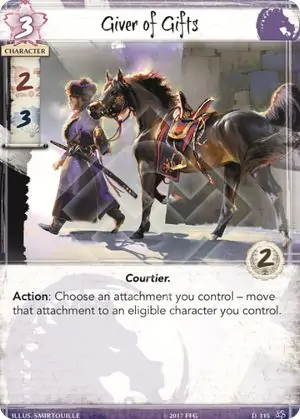 3
Giver of Gifts
CHARACTER
2
3
2
Courtier.
Action: Choose an attachment you control – move
that attachment to an eligible character you control.
ILLUS: SMIRTOUILLE
© 2017 FFG
D 115